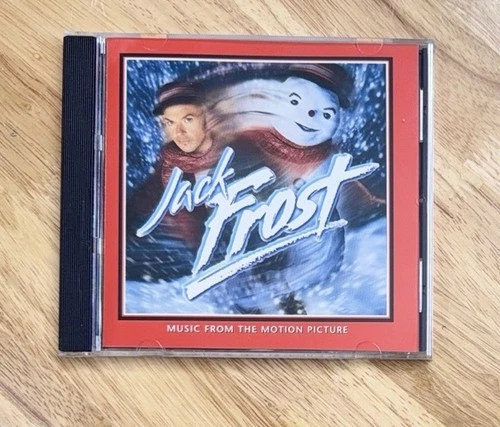 Jack
Frost
MUSIC FROM THE MOTION PICTURE